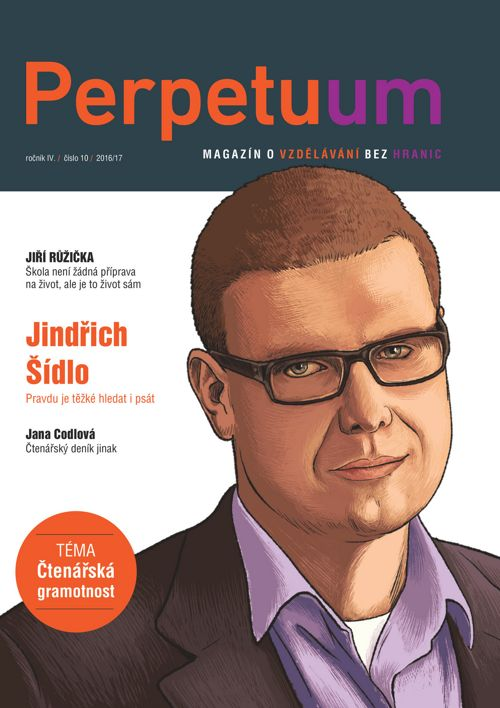 Perpetuum
ročník IV. / číslo 10 / 2016/17
MAGAZÍN O VZDĚLÁVÁNÍ BEZ HRANIC
JIŘÍ RŮŽIČKA
Škola není žádná příprava
na život, ale je to život sám
Jindřich
Šídlo
Pravdu je těžké hledat i psát
Jana Codlová
Čtenářský deník jinak
TÉMA
Čtenářská
gramotnost